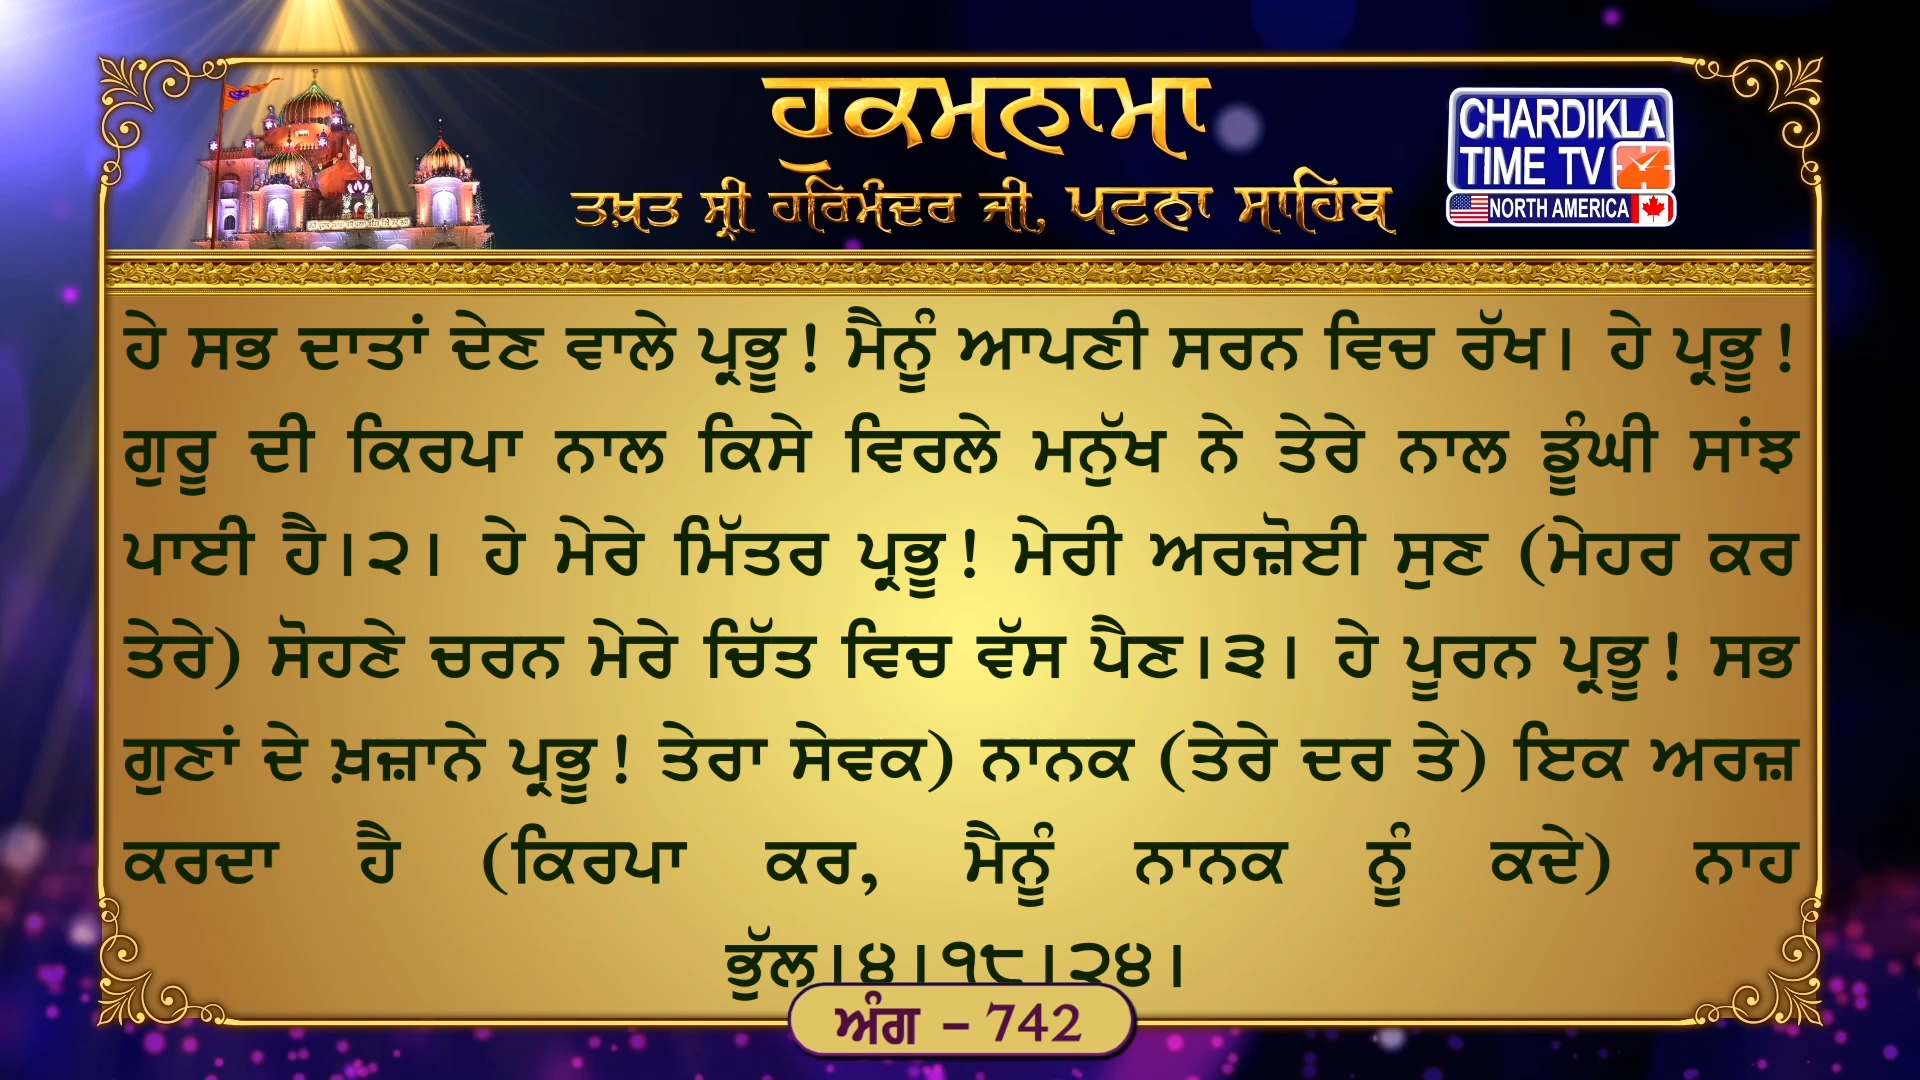 ਹੁਕਮਨਾਮਾ
ਤਖ਼ਤ ਸ੍ਰੀ ਹਰਿਮੰਦਰ ਜੀ, ਪਟਨਾ ਸਾਹਿਬ
CHARDIKLA
TIME TV
NORTH AMERICA
ਹੇ ਸਭ ਦਾਤਾਂ ਦੇਣ ਵਾਲੇ ਪ੍ਰਭੂ! ਮੈਨੂੰ ਆਪਣੀ ਸਰਨ ਵਿਚ ਰੱਖ। ਹੇ ਪ੍ਰਭੂ!
ਗੁਰੂ ਦੀ ਕਿਰਪਾ ਨਾਲ ਕਿਸੇ ਵਿਰਲੇ ਮਨੁੱਖ ਨੇ ਤੇਰੇ ਨਾਲ ਡੂੰਘੀ ਸਾਂਝ
ਪਾਈ ਹੈ।੨। ਹੇ ਮੇਰੇ ਮਿੱਤਰ ਪ੍ਰਭੂ! ਮੇਰੀ ਅਰਜ਼ੋਈ ਸੁਣ (ਮੇਹਰ ਕਰ
ਤੇਰੇ) ਸੋਹਣੇ ਚਰਨ ਮੇਰੇ ਚਿੱਤ ਵਿਚ ਵੱਸ ਪੈਣ।੩। ਹੇ ਪੂਰਨ ਪ੍ਰਭੂ! ਸਭ
ਗੁਣਾਂ ਦੇ ਖ਼ਜ਼ਾਨੇ ਪ੍ਰਭੂ! ਤੇਰਾ ਸੇਵਕ) ਨਾਨਕ (ਤੇਰੇ ਦਰ ਤੇ) ਇਕ ਅਰਜ਼
ਕਰਦਾ ਹੈ (ਕਿਰਪਾ ਕਰ, ਮੈਨੂੰ ਨਾਨਕ ਨੂੰ ਕਦੇ) ਨਾਹ
ਭੁੱਲ।੪।੧੮।੨੪।
ਅੰਗ – 742